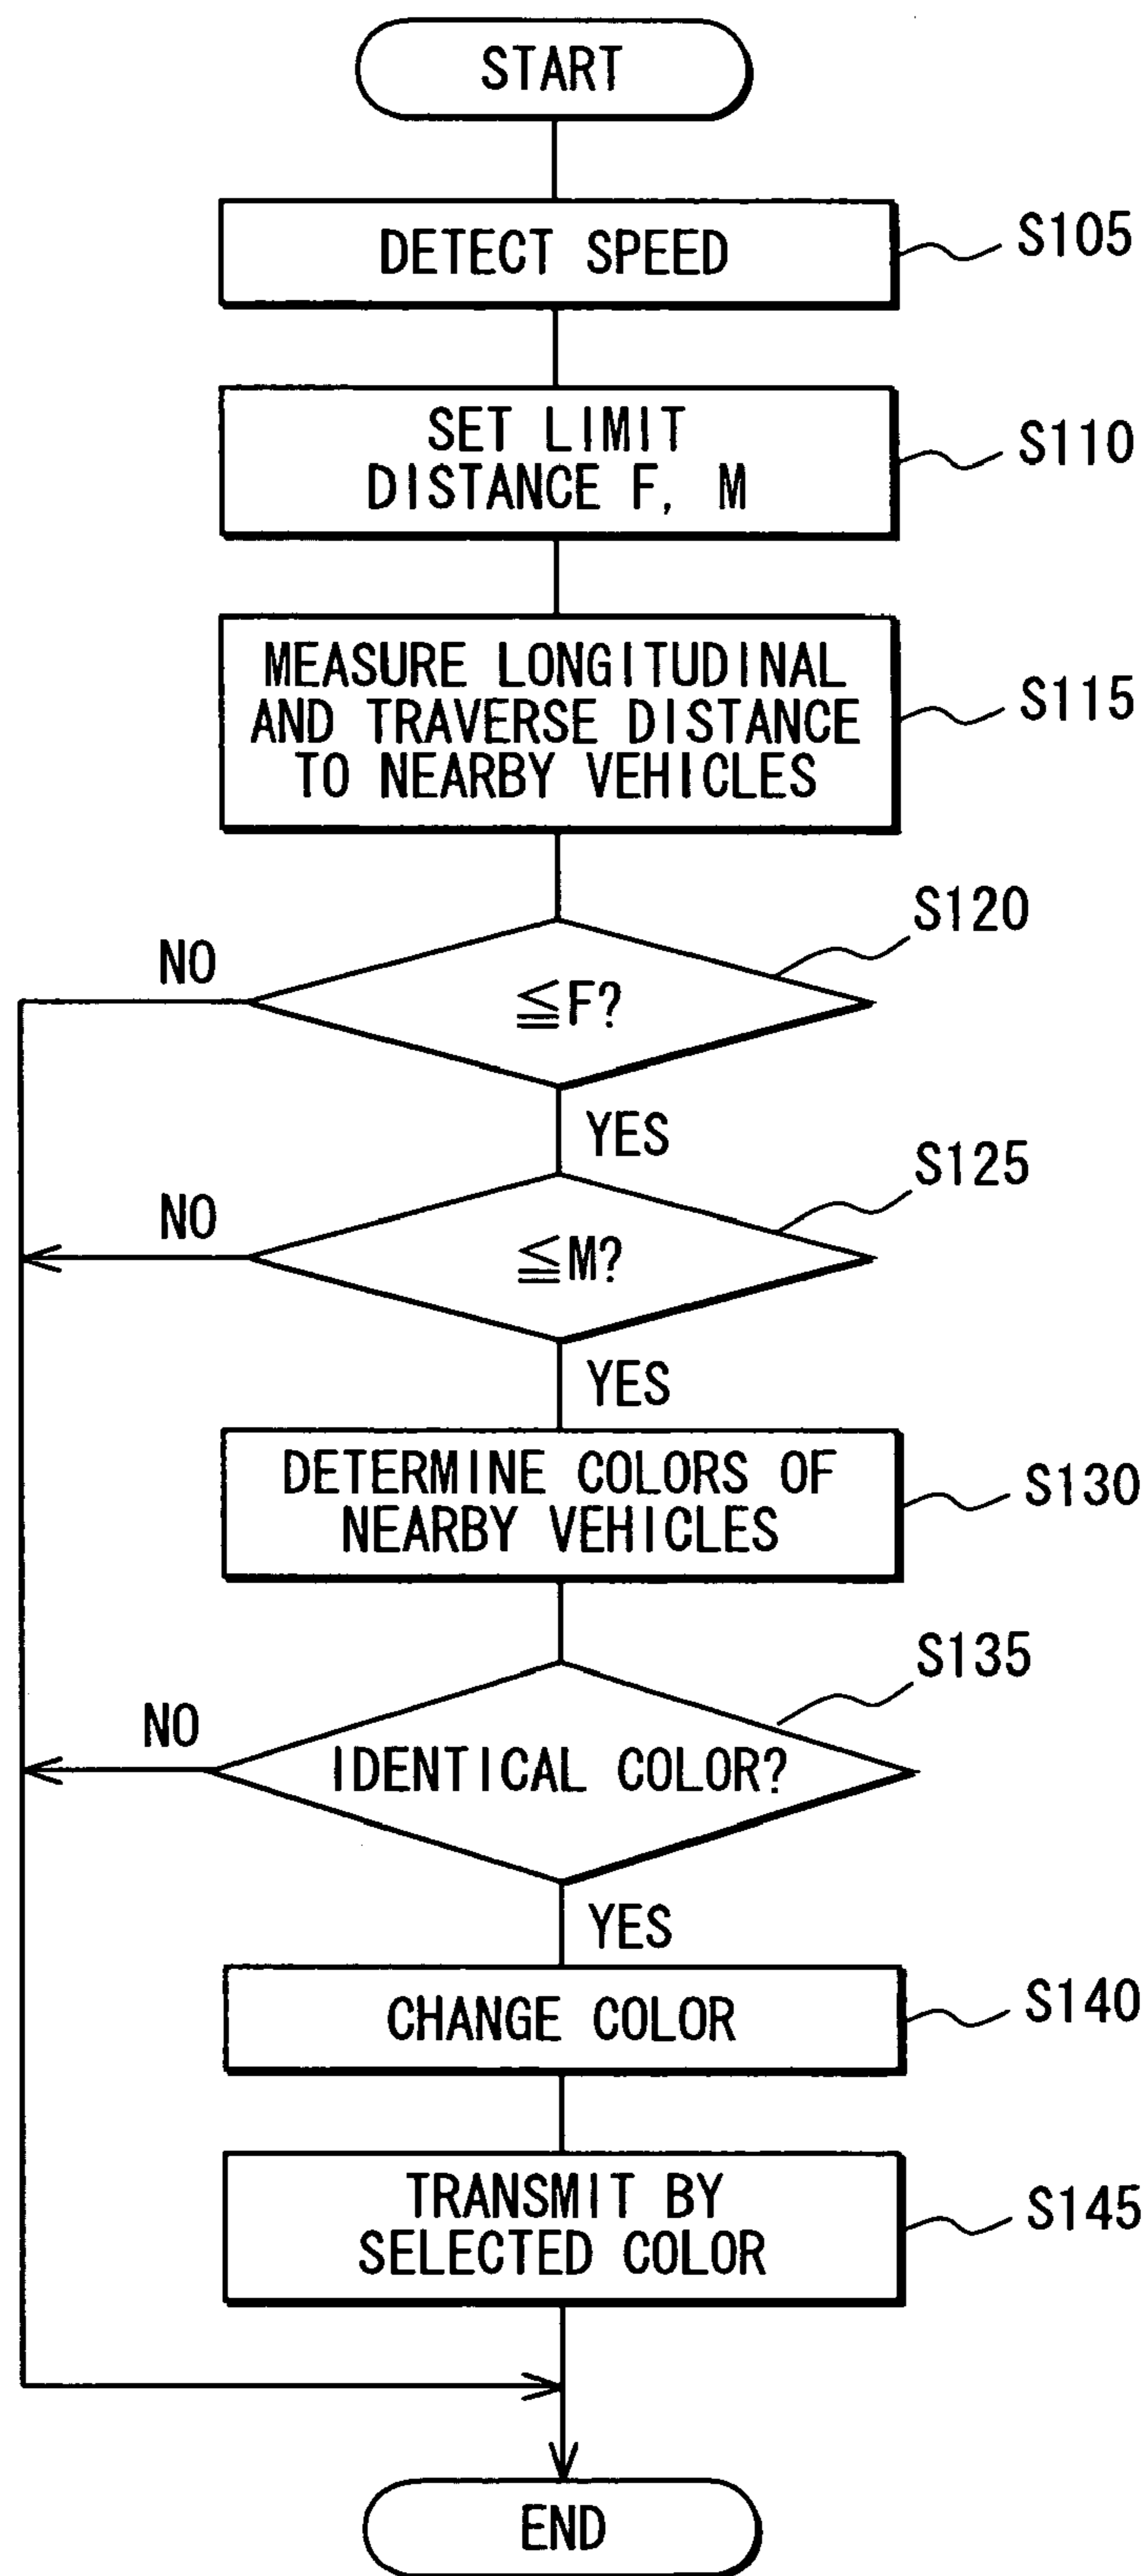 START
DETECT SPEED
S105
SET LIMIT
DISTANCE F, M
S110
MEASURE LONGITUDINAL
AND TRAVERSE DISTANCE
TO NEARBY VEHICLES
S115
S120
NO
≦F?
YES
S125
NO
≦M?
YES
DETERMINE COLORS OF
NEARBY VEHICLES
S130
S135
NO
IDENTICAL COLOR?
YES
CHANGE COLOR
S140
TRANSMIT BY
SELECTED COLOR
S145
END